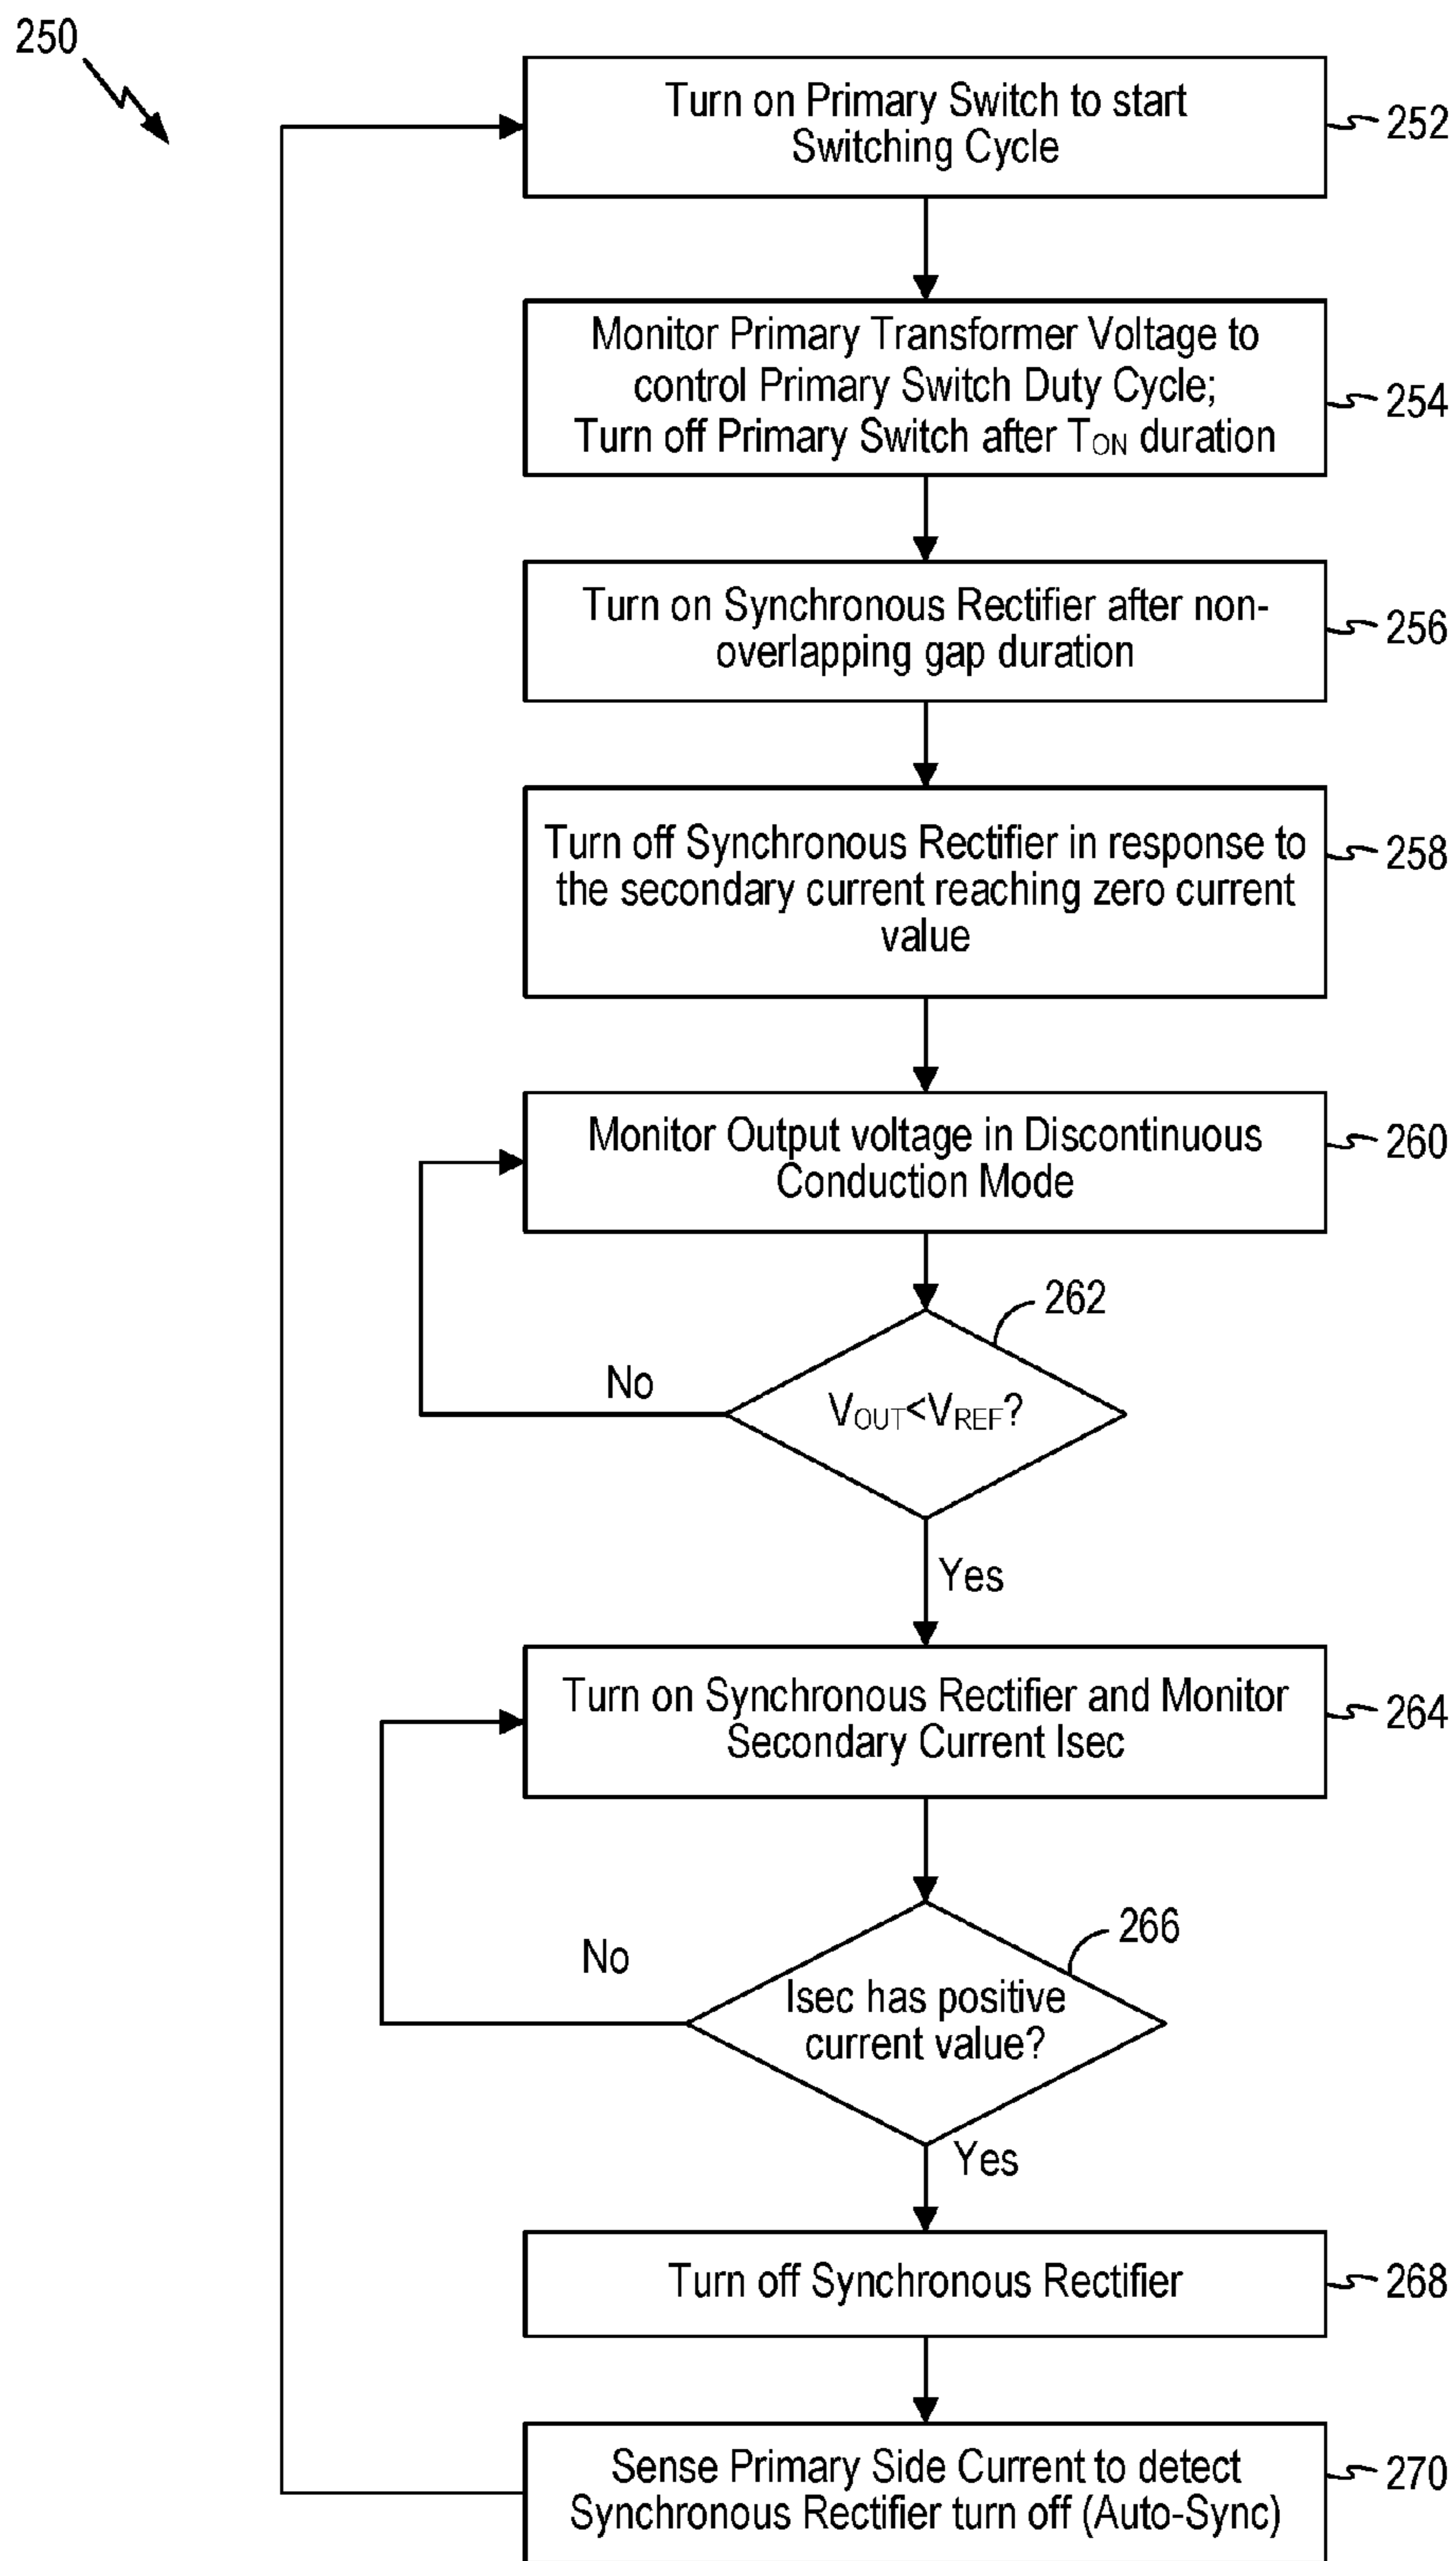 250
Turn on Primary Switch to start
Switching Cycle
252
Monitor Primary Transformer Voltage to
control Primary Switch Duty Cycle;
Turn off Primary Switch after TON duration
254
Turn on Synchronous Rectifier after non-
overlapping gap duration
256
Turn off Synchronous Rectifier in response to
the secondary current reaching zero current
value
258
Monitor Output voltage in Discontinuous
Conduction Mode
260
262
No
VOUT<VREF?
Yes
Turn on Synchronous Rectifier and Monitor
Secondary Current Isec
264
266
No
Isec has positive
current value?
Yes
Turn off Synchronous Rectifier
268
Sense Primary Side Current to detect
Synchronous Rectifier turn off (Auto-Sync)
270